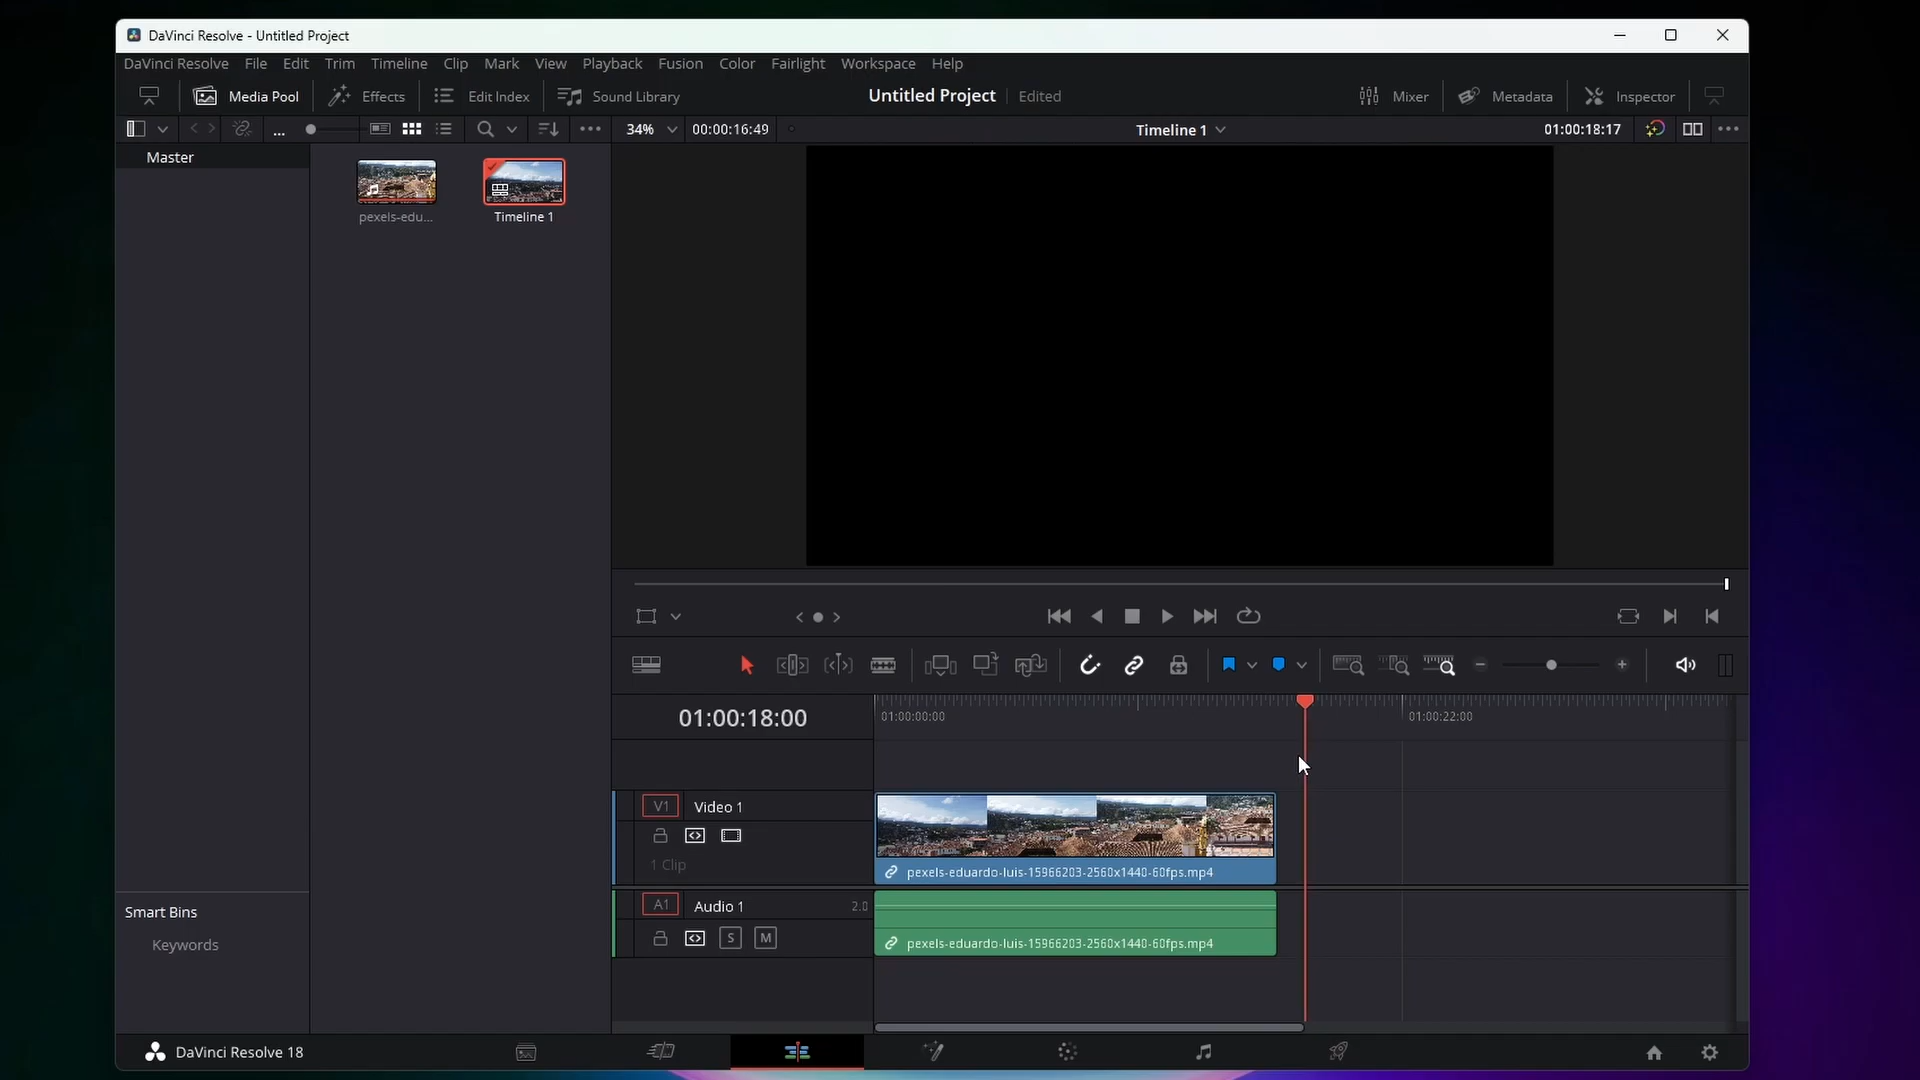 DaVinci Resolve - Untitled Project
DaVinci Resolve File Edit Trim Timeline Clip Mark View Playback Fusion Color Fairlight Workspace Help
Media Pool Effects Edit Index Sound Library Untitled Project Edited Mixer Metadata Inspector
... 34% 00:00:16:49 Timeline 1 01:00:18:17
Master
pexels-edu... Timeline 1
01:00:18:00 01:00:00:00 01:00:22:00
V1 Video 1
1 Clip
pexels-eduardo-luis-15966203-2560x1440-60fps.mp4
A1 Audio 1 2.0
S M
pexels-eduardo-luis-15966203-2560x1440-60fps.mp4
Smart Bins
Keywords
DaVinci Resolve 18